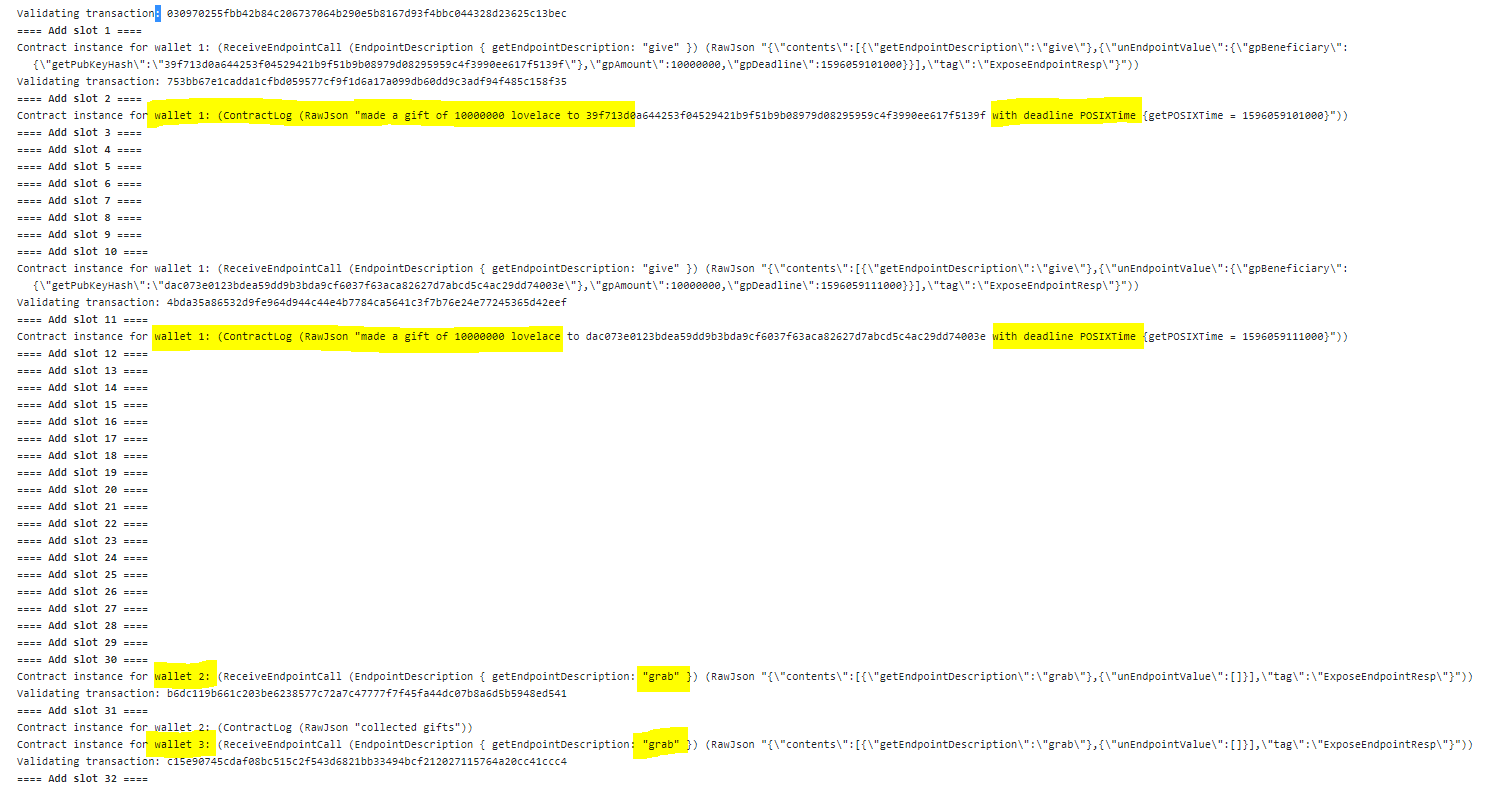 Validating transaction: 030970255fbb42b84c206737064b290e5b8167d93f4bbc044328d23625c13bec
==== Add slot 1 ====
Contract instance for wallet 1: (ReceiveEndpointCall (EndpointDescription { getEndpointDescription: "give" }) (RawJson "{\"contents\":[{\"getEndpointDescription\":\"give\"},{\"unEndpointValue\":{\"gpBeneficiary\":
{\"getPubKeyHash\":\"39f713d0a644253f04529421b9f51b9b08979d08295959c4f3990ee617f5139f\"},\"gpAmount\":10000000,\"gpDeadline\":1596059101000}}],\"tag\":\"ExposeEndpointResp\"}"))
Validating transaction: 753bb67e1cadda1cfbd059577cf9f1d6a17a099db60dd9c3adf94f485c158f35
==== Add slot 2 ====
Contract instance for wallet 1: (ContractLog (RawJson "made a gift of 10000000 lovelace to 39f713d0a644253f04529421b9f51b9b08979d08295959c4f3990ee617f5139f with deadline POSIXTime {getPOSIXTime = 1596059101000}"))
==== Add slot 3 ====
==== Add slot 4 ====
==== Add slot 5 ====
==== Add slot 6 ====
==== Add slot 7 ====
==== Add slot 8 ====
==== Add slot 9 ====
==== Add slot 10 ====
Contract instance for wallet 1: (ReceiveEndpointCall (EndpointDescription { getEndpointDescription: "give" }) (RawJson "{\"contents\":[{\"getEndpointDescription\":\"give\"},{\"unEndpointValue\":{\"gpBeneficiary\":
{\"getPubKeyHash\":\"dac073e0123bdea59dd9b3bda9cf6037f63aca82627d7abcd5c4ac29dd74003e\"},\"gpAmount\":10000000,\"gpDeadline\":1596059111000}}],\"tag\":\"ExposeEndpointResp\"}"))
Validating transaction: 4bda35a86532d9fe964d944c44e4b7784ca5641c3f7b76e24e77245365d42eef
==== Add slot 11 ====
Contract instance for wallet 1: (ContractLog (RawJson "made a gift of 10000000 lovelace to dac073e0123bdea59dd9b3bda9cf6037f63aca82627d7abcd5c4ac29dd74003e with deadline POSIXTime {getPOSIXTime = 1596059111000}"))
==== Add slot 12 ====
==== Add slot 13 ====
==== Add slot 14 ====
==== Add slot 15 ====
==== Add slot 16 ====
==== Add slot 17 ====
==== Add slot 18 ====
==== Add slot 19 ====
==== Add slot 20 ====
==== Add slot 21 ====
==== Add slot 22 ====
==== Add slot 23 ====
==== Add slot 24 ====
==== Add slot 25 ====
==== Add slot 26 ====
==== Add slot 27 ====
==== Add slot 28 ====
==== Add slot 29 ====
==== Add slot 30 ====
Contract instance for wallet 2: (ReceiveEndpointCall (EndpointDescription { getEndpointDescription: "grab" }) (RawJson "{\"contents\":[{\"getEndpointDescription\":\"grab\"},{\"unEndpointValue\":[]}],\"tag\":\"ExposeEndpointResp\"}"))
Validating transaction: b6dc119b661c203be6238577c72a7c47777f7f45fa44dc07b8a6d5b5948ed541
==== Add slot 31 ====
Contract instance for wallet 2: (ContractLog (RawJson "collected gifts"))
Contract instance for wallet 3: (ReceiveEndpointCall (EndpointDescription { getEndpointDescription: "grab" }) (RawJson "{\"contents\":[{\"getEndpointDescription\":\"grab\"},{\"unEndpointValue\":[]}],\"tag\":\"ExposeEndpointResp\"}"))
Validating transaction: c15e90745cdaf08bc515c2f543d6821bb33494bcf212027115764a20cc41ccc4
==== Add slot 32 ====